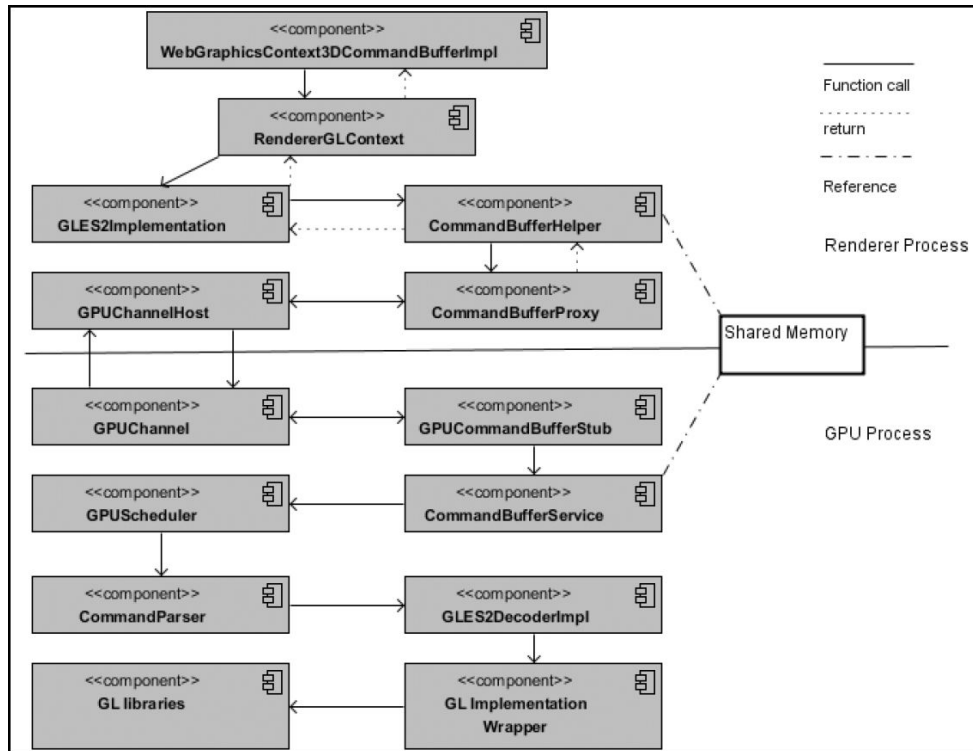 <<component>>
WebGraphicsContext3DCommandBufferImpl
<<component>>
RendererGLContext
Function call
return
Reference
<<component>>
GLES2Implementation
<<component>>
CommandBufferHelper
Renderer Process
<<component>>
GPUChannelHost
<<component>>
CommandBufferProxy
Shared Memory
<<component>>
GPUChannel
<<component>>
GPUCommandBufferStub
GPU Process
<<component>>
GPUScheduler
<<component>>
CommandBufferService
<<component>>
CommandParser
<<component>>
GLES2DecoderImpl
<<component>>
GL libraries
<<component>>
GL Implementation
Wrapper